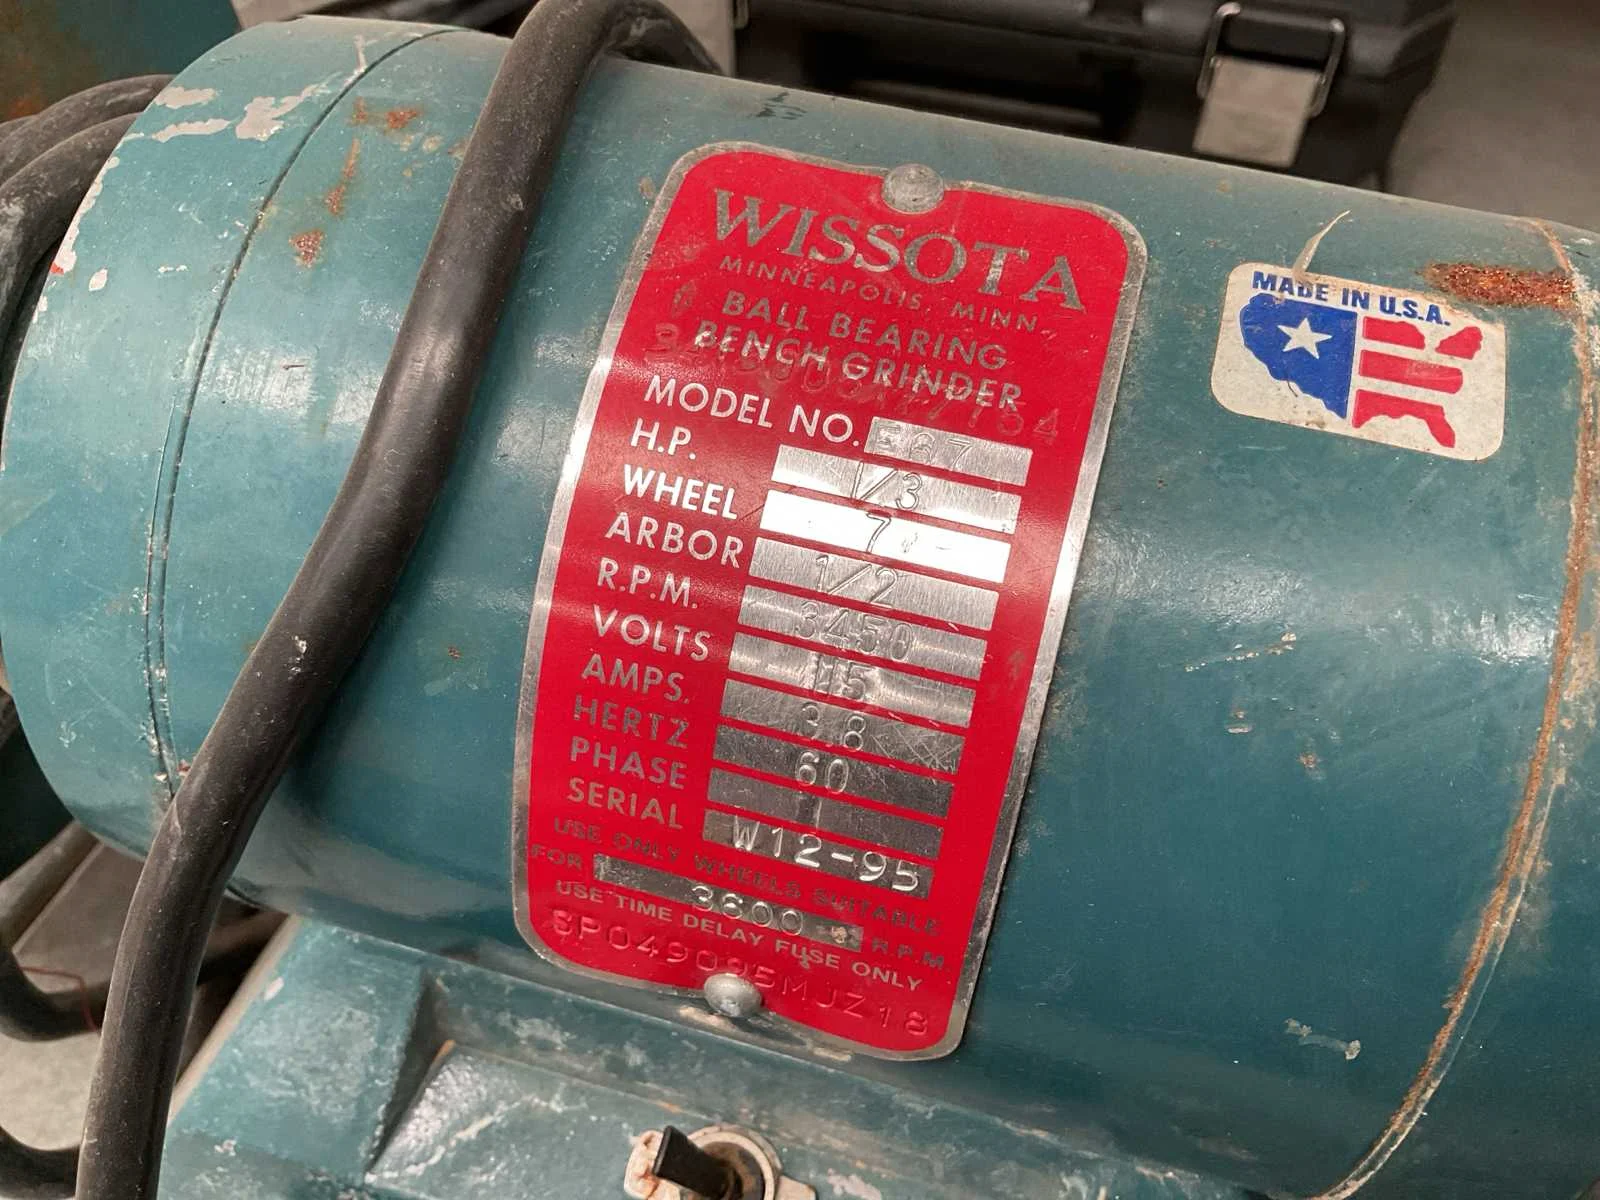 WISSOTA
MINNEAPOLIS, MINN.
BALL BEARING
BENCH GRINDER
MODEL NO. E67
H.P. 1/3
WHEEL 7
ARBOR 1/2
R.P.M. 3450
VOLTS 115
AMPS. 3.8
HERTZ 60
PHASE 1
SERIAL W12-95
USE ONLY WHEELS SUITABLE
FOR 3600 R.P.M.
USE TIME DELAY FUSE ONLY
SPO49095MJZ18
MADE IN U.S.A.